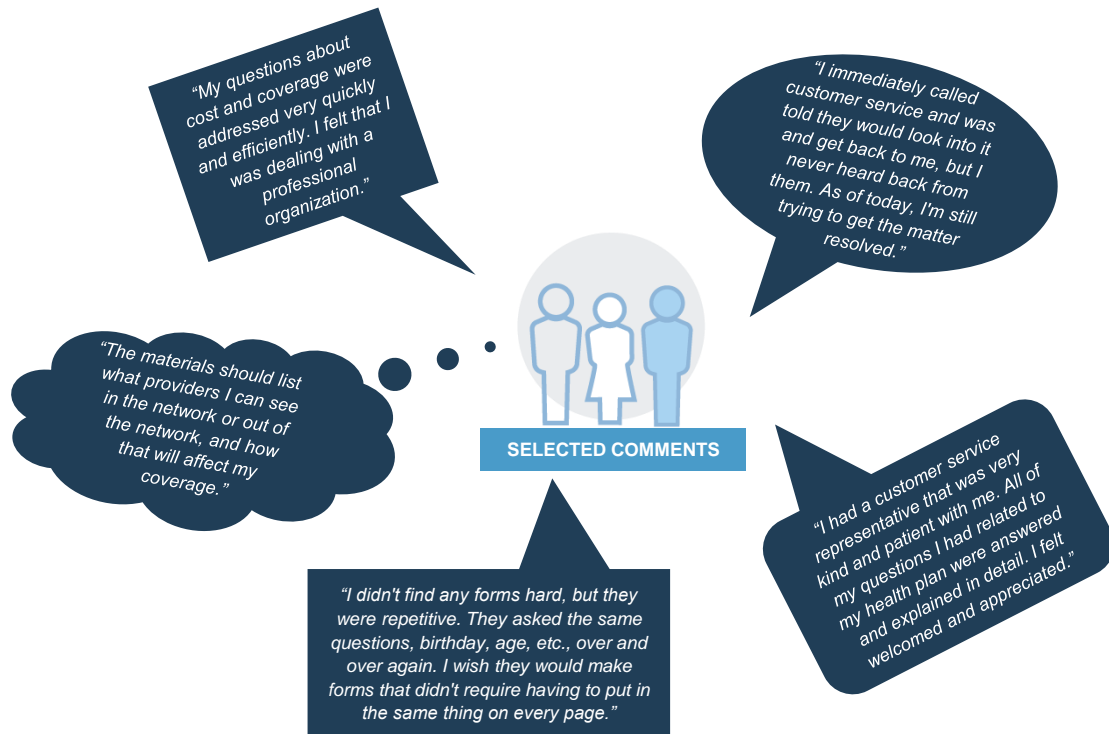 “My questions about
cost and coverage were
addressed very quickly
and efficiently. I felt that I
was dealing with a
professional
organization.”
“I immediately called
customer service and was
told they would look into it
and get back to me, but I
never heard back from
them. As of today, I'm still
trying to get the matter
resolved.”
“The materials should list
what providers I can see
in the network or out of
the network, and how
that will affect my
coverage.”
SELECTED COMMENTS
“I had a customer service
representative that was very
kind and patient with me. All of
my questions I had related to
my health plan were answered
and explained in detail. I felt
welcomed and appreciated.”
“I didn't find any forms hard, but they
were repetitive. They asked the same
questions, birthday, age, etc., over and
over again. I wish they would make
forms that didn't require having to put in
the same thing on every page.”